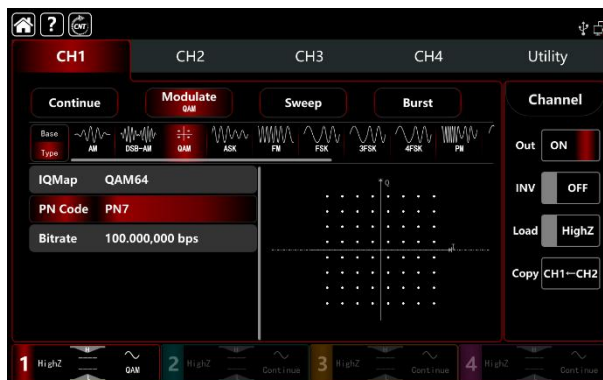 ? CNT
CH1 CH2 CH3 CH4 Utility
Continue Modulate QAM Sweep Burst Channel
Base Type AM DSB-AM QAM ASK FM FSK 3FSK 4FSK PM
Out ON
IQMap QAM64
INV OFF
PN Code PN7
Bitrate 100.000,000 bps
Load HighZ
Copy CH1←CH2
Q
I
1 HighZ QAM 2 HighZ Continue 3 HighZ Continue 4 HighZ Continue